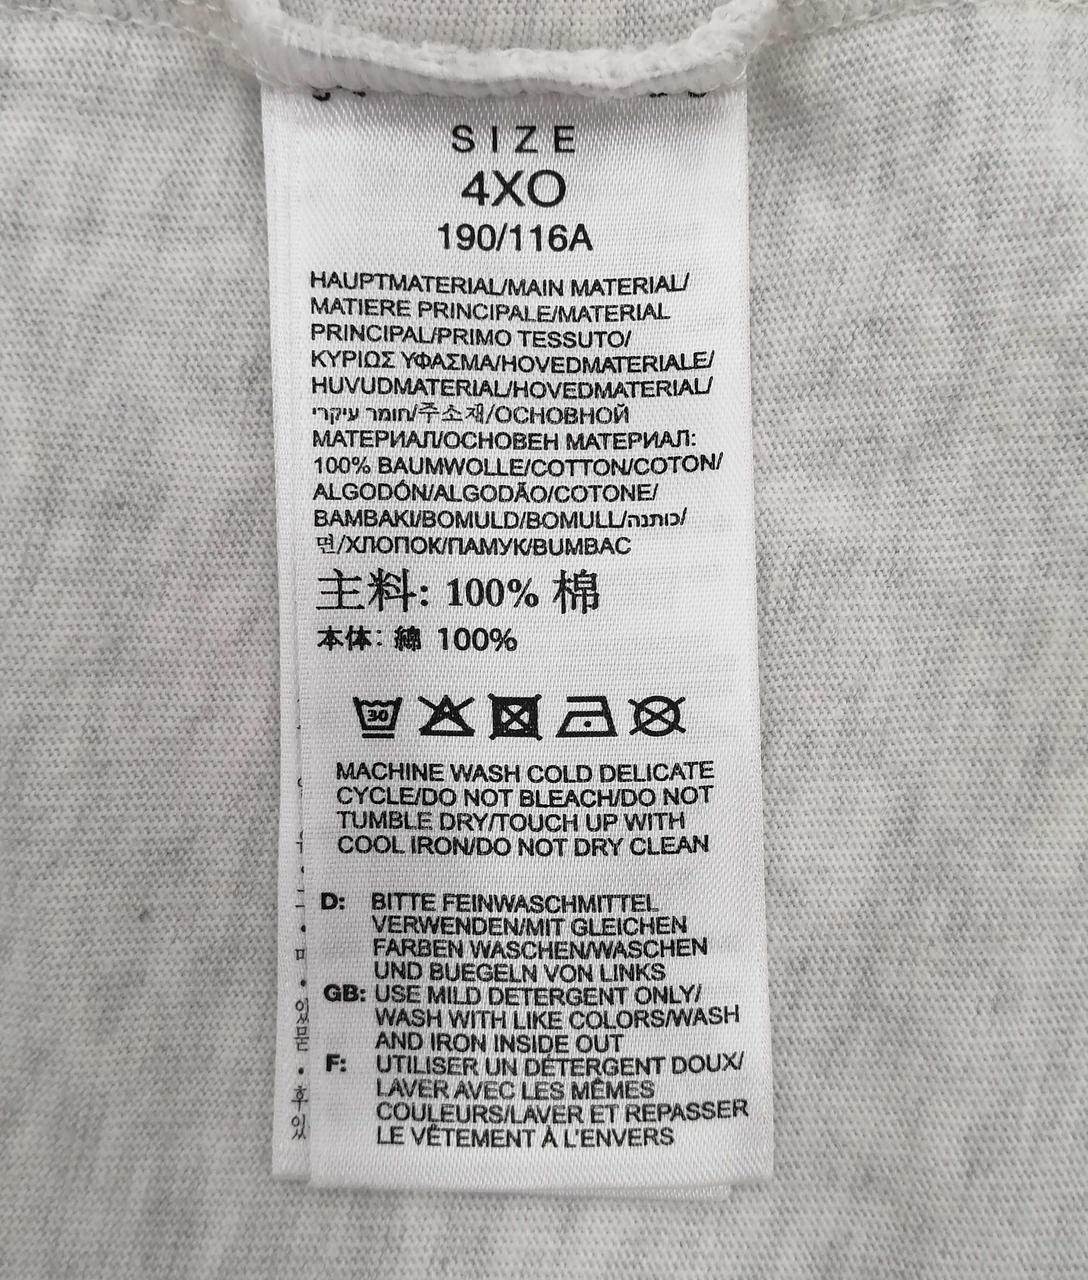 SIZE
4XO
190/116A
HAUPTMATERIAL/MAIN MATERIAL/
MATIERE PRINCIPALE/MATERIAL
PRINCIPAL/PRIMO TESSUTO/
ΚΥΡΙΩΣ ΥΦΑΣΜΑ/HOVEDMATERIALE/
HUVUDMATERIAL/HOVEDMATERIAL/
חומר עיקרי/주소재/ОСНОВНОЙ
МАТЕРИАЛ/ОСНОВЕН МАТЕРИАЛ:
100% BAUMWOLLE/COTTON/COTON/
ALGODÓN/ALGODÃO/COTONE/
BAMBAKI/BOMULD/BOMULL/כותנה/
면/ХЛОПОК/ПАМУК/BUMBAC
主料: 100% 棉
本体: 綿 100%
30
MACHINE WASH COLD DELICATE
CYCLE/DO NOT BLEACH/DO NOT
TUMBLE DRY/TOUCH UP WITH
COOL IRON/DO NOT DRY CLEAN
D: BITTE FEINWASCHMITTEL
VERWENDEN/MIT GLEICHEN
FARBEN WASCHEN/WASCHEN
UND BUEGELN VON LINKS
GB: USE MILD DETERGENT ONLY/
WASH WITH LIKE COLORS/WASH
AND IRON INSIDE OUT
F: UTILISER UN DÉTERGENT DOUX/
LAVER AVEC LES MÊMES
COULEURS/LAVER ET REPASSER
LE VÊTEMENT À L'ENVERS